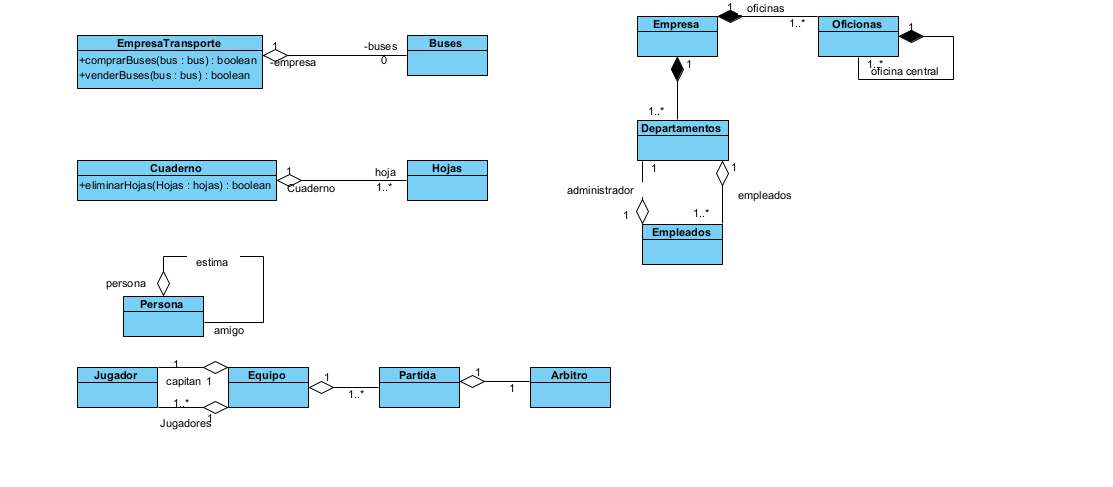 EmpresaTransporte
+comprarBuses(bus : bus) : boolean
+venderBuses(bus : bus) : boolean
1
-empresa
-buses
0
Buses
Cuaderno
+eliminarHojas(Hojas : hojas) : boolean
1
Cuaderno
hoja
1..*
Hojas
estima
persona
Persona
amigo
Jugador
1
capitan 1
1..*
1
Jugadores
Equipo
1
1..*
Partida
1
1
Arbitro
Empresa
1
oficinas
1..*
Oficionas
1
1..*
oficina central
1
1..*
Departamentos
1
administrador
1
1
empleados
1..*
Empleados